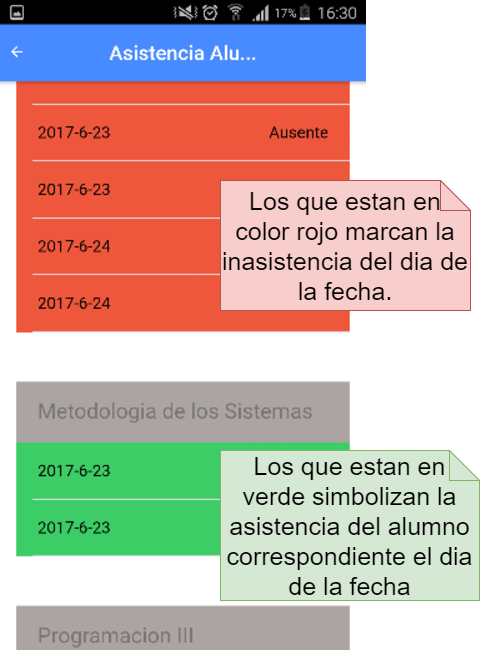 17% 16:30
Asistencia Alu...
2017-6-23 Ausente
2017-6-23
Los que estan en
color rojo marcan la
inasistencia del dia de
la fecha.
2017-6-24
2017-6-24
Metodologia de los Sistemas
2017-6-23
2017-6-23
Los que estan en
verde simbolizan la
asistencia del alumno
correspondiente el dia
de la fecha
Programacion III